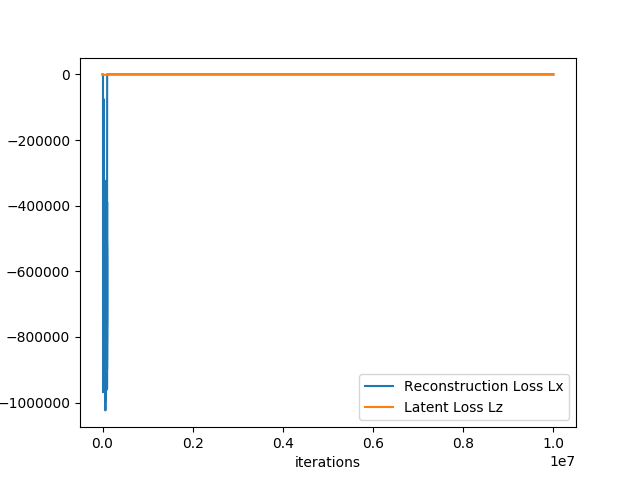 0
−200000
−400000
−600000
−800000
−1000000
Reconstruction Loss Lx
Latent Loss Lz
0.0 0.2 0.4 0.6 0.8 1.0
iterations
1e7